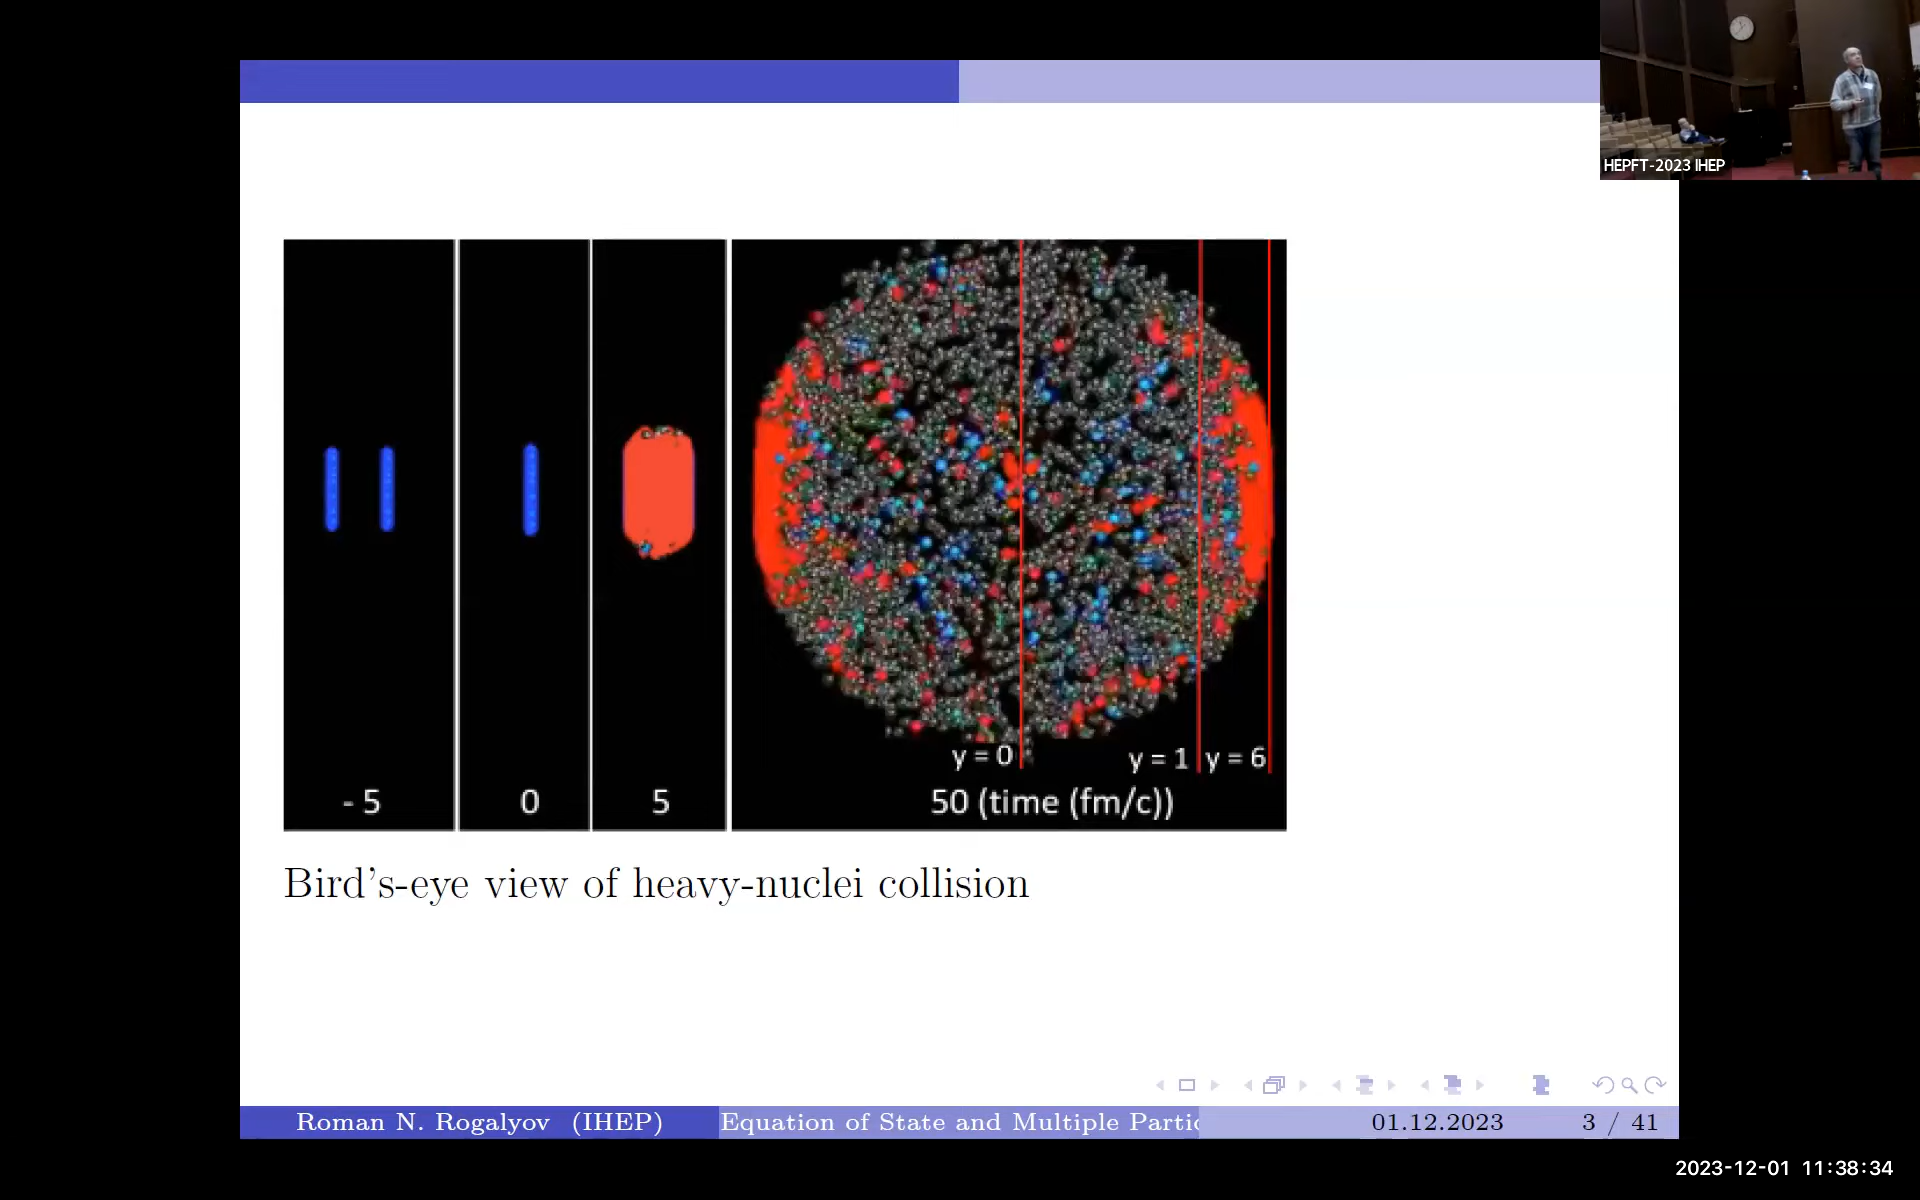 HEPFT-2023 IHEP
y = 0
y = 1
y = 6
- 5
0
5
50 (time (fm/c))
Bird's-eye view of heavy-nuclei collision
Roman N. Rogalyov (IHEP)
Equation of State and Multiple Partic
01.12.2023
3 / 41
2023-12-01 11:38:34